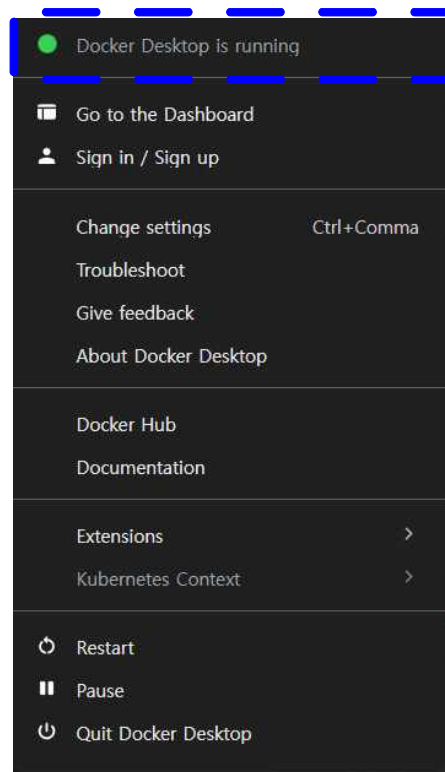 Docker Desktop is running
Go to the Dashboard
Sign in / Sign up
Change settings Ctrl+Comma
Troubleshoot
Give feedback
About Docker Desktop
Docker Hub
Documentation
Extensions
Kubernetes Context
Restart
Pause
Quit Docker Desktop